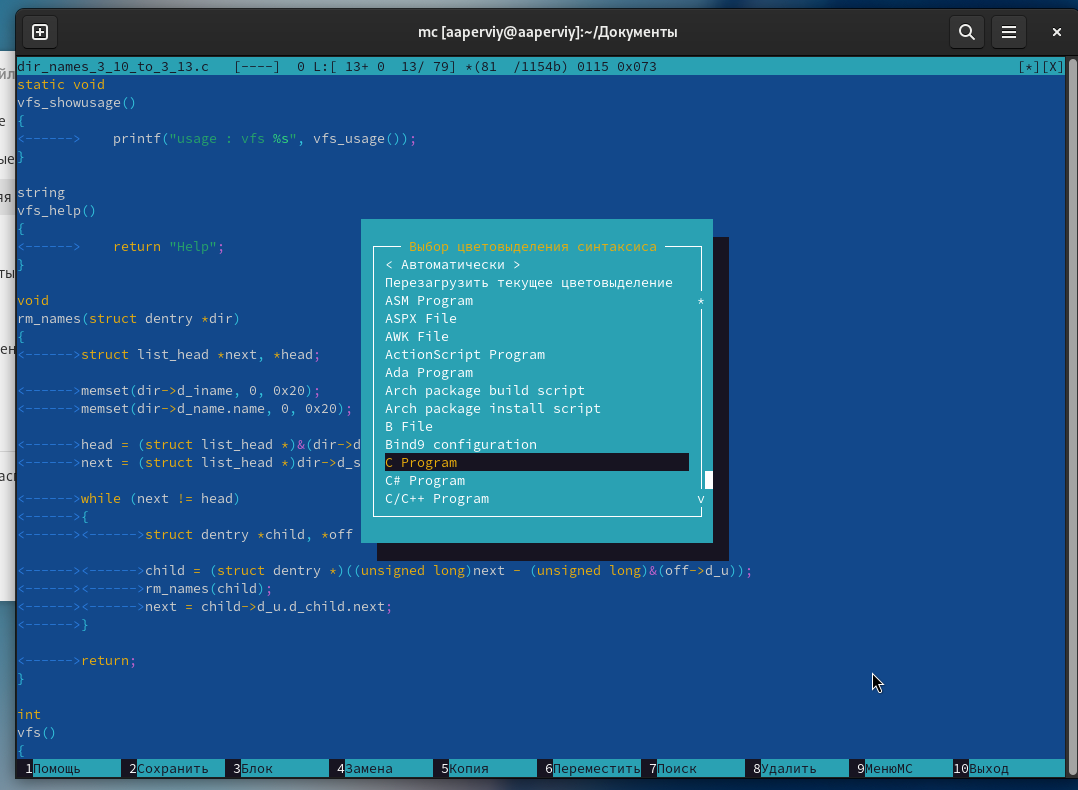 mc [aaperviy@aaperviy]:~/Документы
dir_names_3_10_to_3_13.c   [----]  0 L:[ 13+ 0  13/ 79] *(81  /1154b) 0115 0x073 [*][X]
static void
vfs_showusage()
{
<------>    printf("usage : vfs %s", vfs_usage());
}
string
vfs_help()
{
<------>    return "Help";
}
void
rm_names(struct dentry *dir)
{
<------>struct list_head *next, *head;
<------>memset(dir->d_iname, 0, 0x20);
<------>memset(dir->d_name.name, 0, 0x20);
<------>head = (struct list_head *)&(dir->d
<------>next = (struct list_head *)dir->d_s
<------>while (next != head)
<------>{
<------><------>struct dentry *child, *off
<------><------>child = (struct dentry *)((unsigned long)next - (unsigned long)&(off->d_u));
<------><------>rm_names(child);
<------><------>next = child->d_u.d_child.next;
<------>}
<------>return;
}
int
vfs()
{
Выбор цветовыделения синтаксиса
< Автоматически >
Перезагрузить текущее цветовыделение
ASM Program
ASPX File
AWK File
ActionScript Program
Ada Program
Arch package build script
Arch package install script
B File
Bind9 configuration
C Program
C# Program
C/C++ Program
1Помощь 2Сохранить 3Блок 4Замена 5Копия 6Переместить 7Поиск 8Удалить 9МенюМС 10Выход